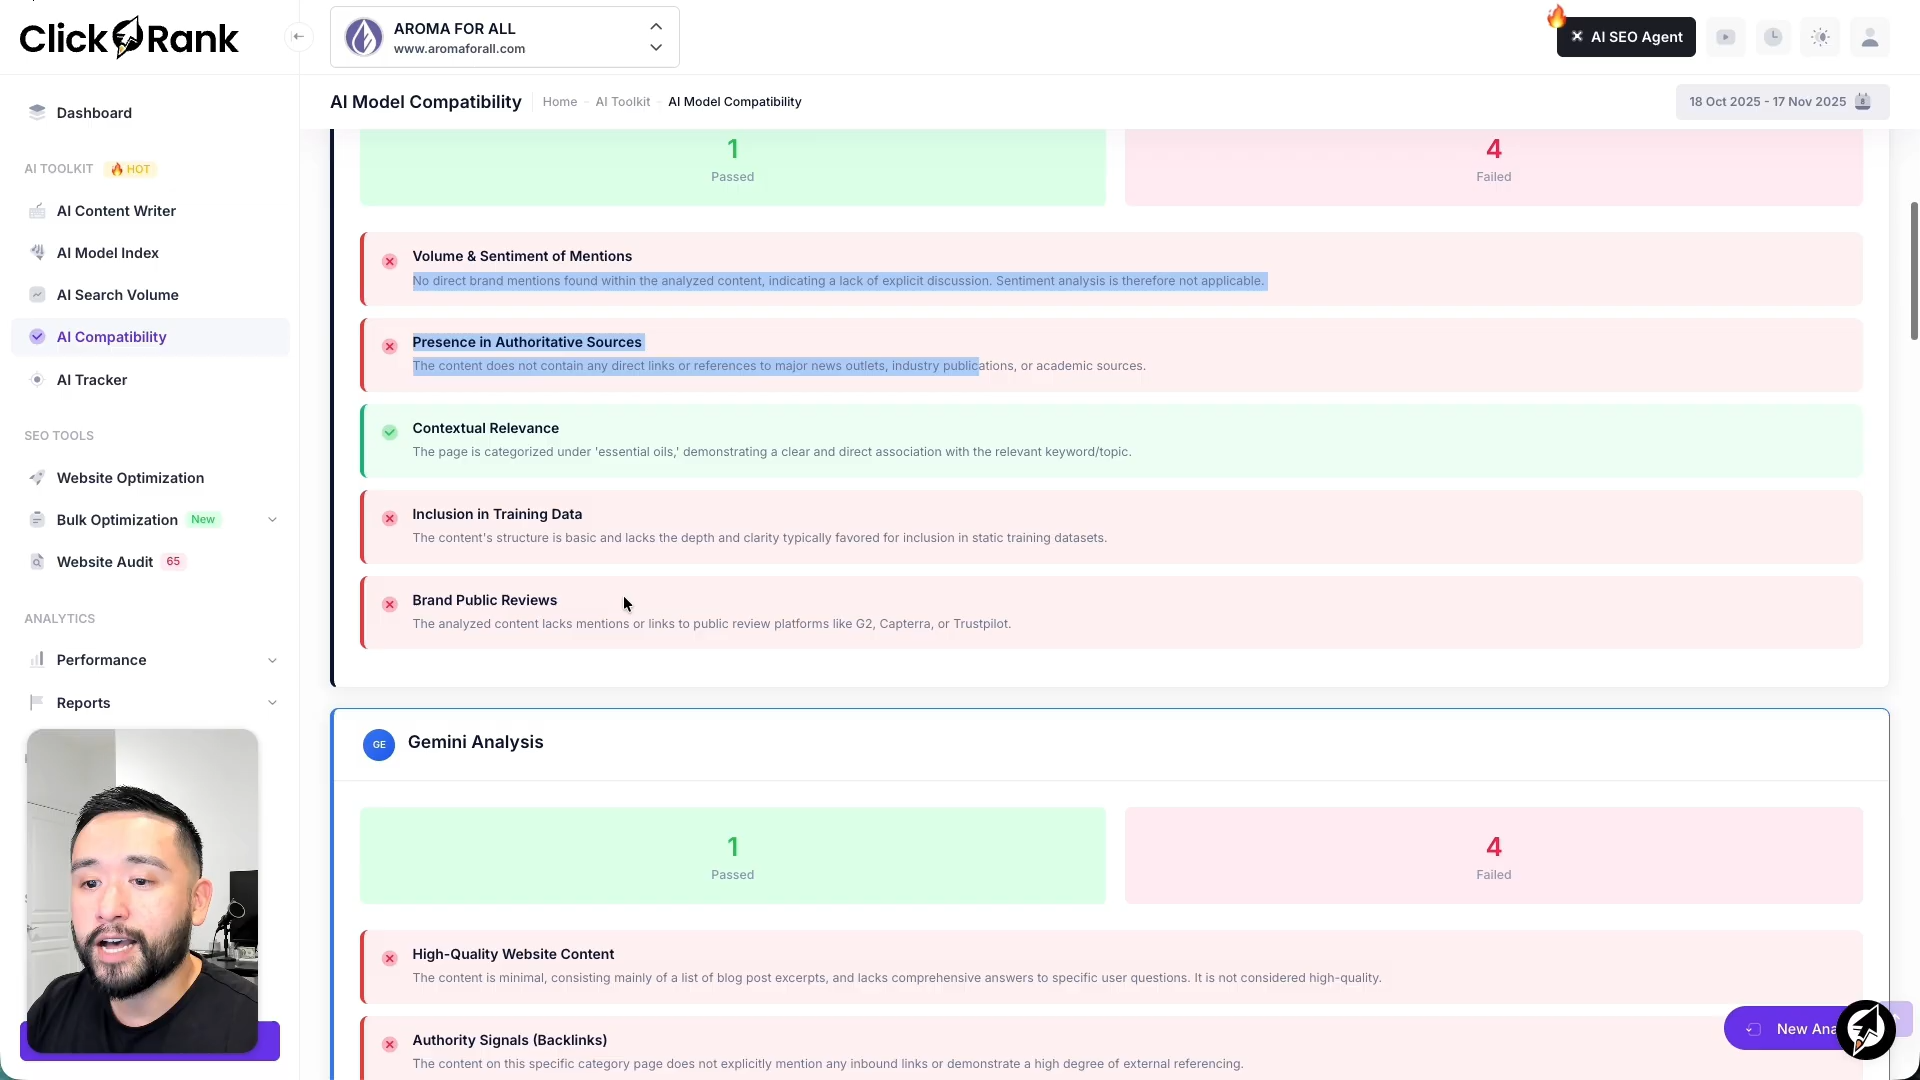 ClickRank
AROMA FOR ALL
www.aromaforall.com
AI SEO Agent
Dashboard
AI TOOLKIT 🔥 HOT
AI Content Writer
AI Model Index
AI Search Volume
AI Compatibility
AI Tracker
SEO TOOLS
Website Optimization
Bulk Optimization New
Website Audit 65
ANALYTICS
Performance
Reports
AI Model Compatibility
Home - AI Toolkit - AI Model Compatibility
18 Oct 2025 - 17 Nov 2025
1
Passed
4
Failed
Volume & Sentiment of Mentions
No direct brand mentions found within the analyzed content, indicating a lack of explicit discussion. Sentiment analysis is therefore not applicable.
Presence in Authoritative Sources
The content does not contain any direct links or references to major news outlets, industry publications, or academic sources.
Contextual Relevance
The page is categorized under 'essential oils,' demonstrating a clear and direct association with the relevant keyword/topic.
Inclusion in Training Data
The content's structure is basic and lacks the depth and clarity typically favored for inclusion in static training datasets.
Brand Public Reviews
The analyzed content lacks mentions or links to public review platforms like G2, Capterra, or Trustpilot.
GE
Gemini Analysis
1
Passed
4
Failed
High-Quality Website Content
The content is minimal, consisting mainly of a list of blog post excerpts, and lacks comprehensive answers to specific user questions. It is not considered high-quality.
Authority Signals (Backlinks)
The content on this specific category page does not explicitly mention any inbound links or demonstrate a high degree of external referencing.
New Ana